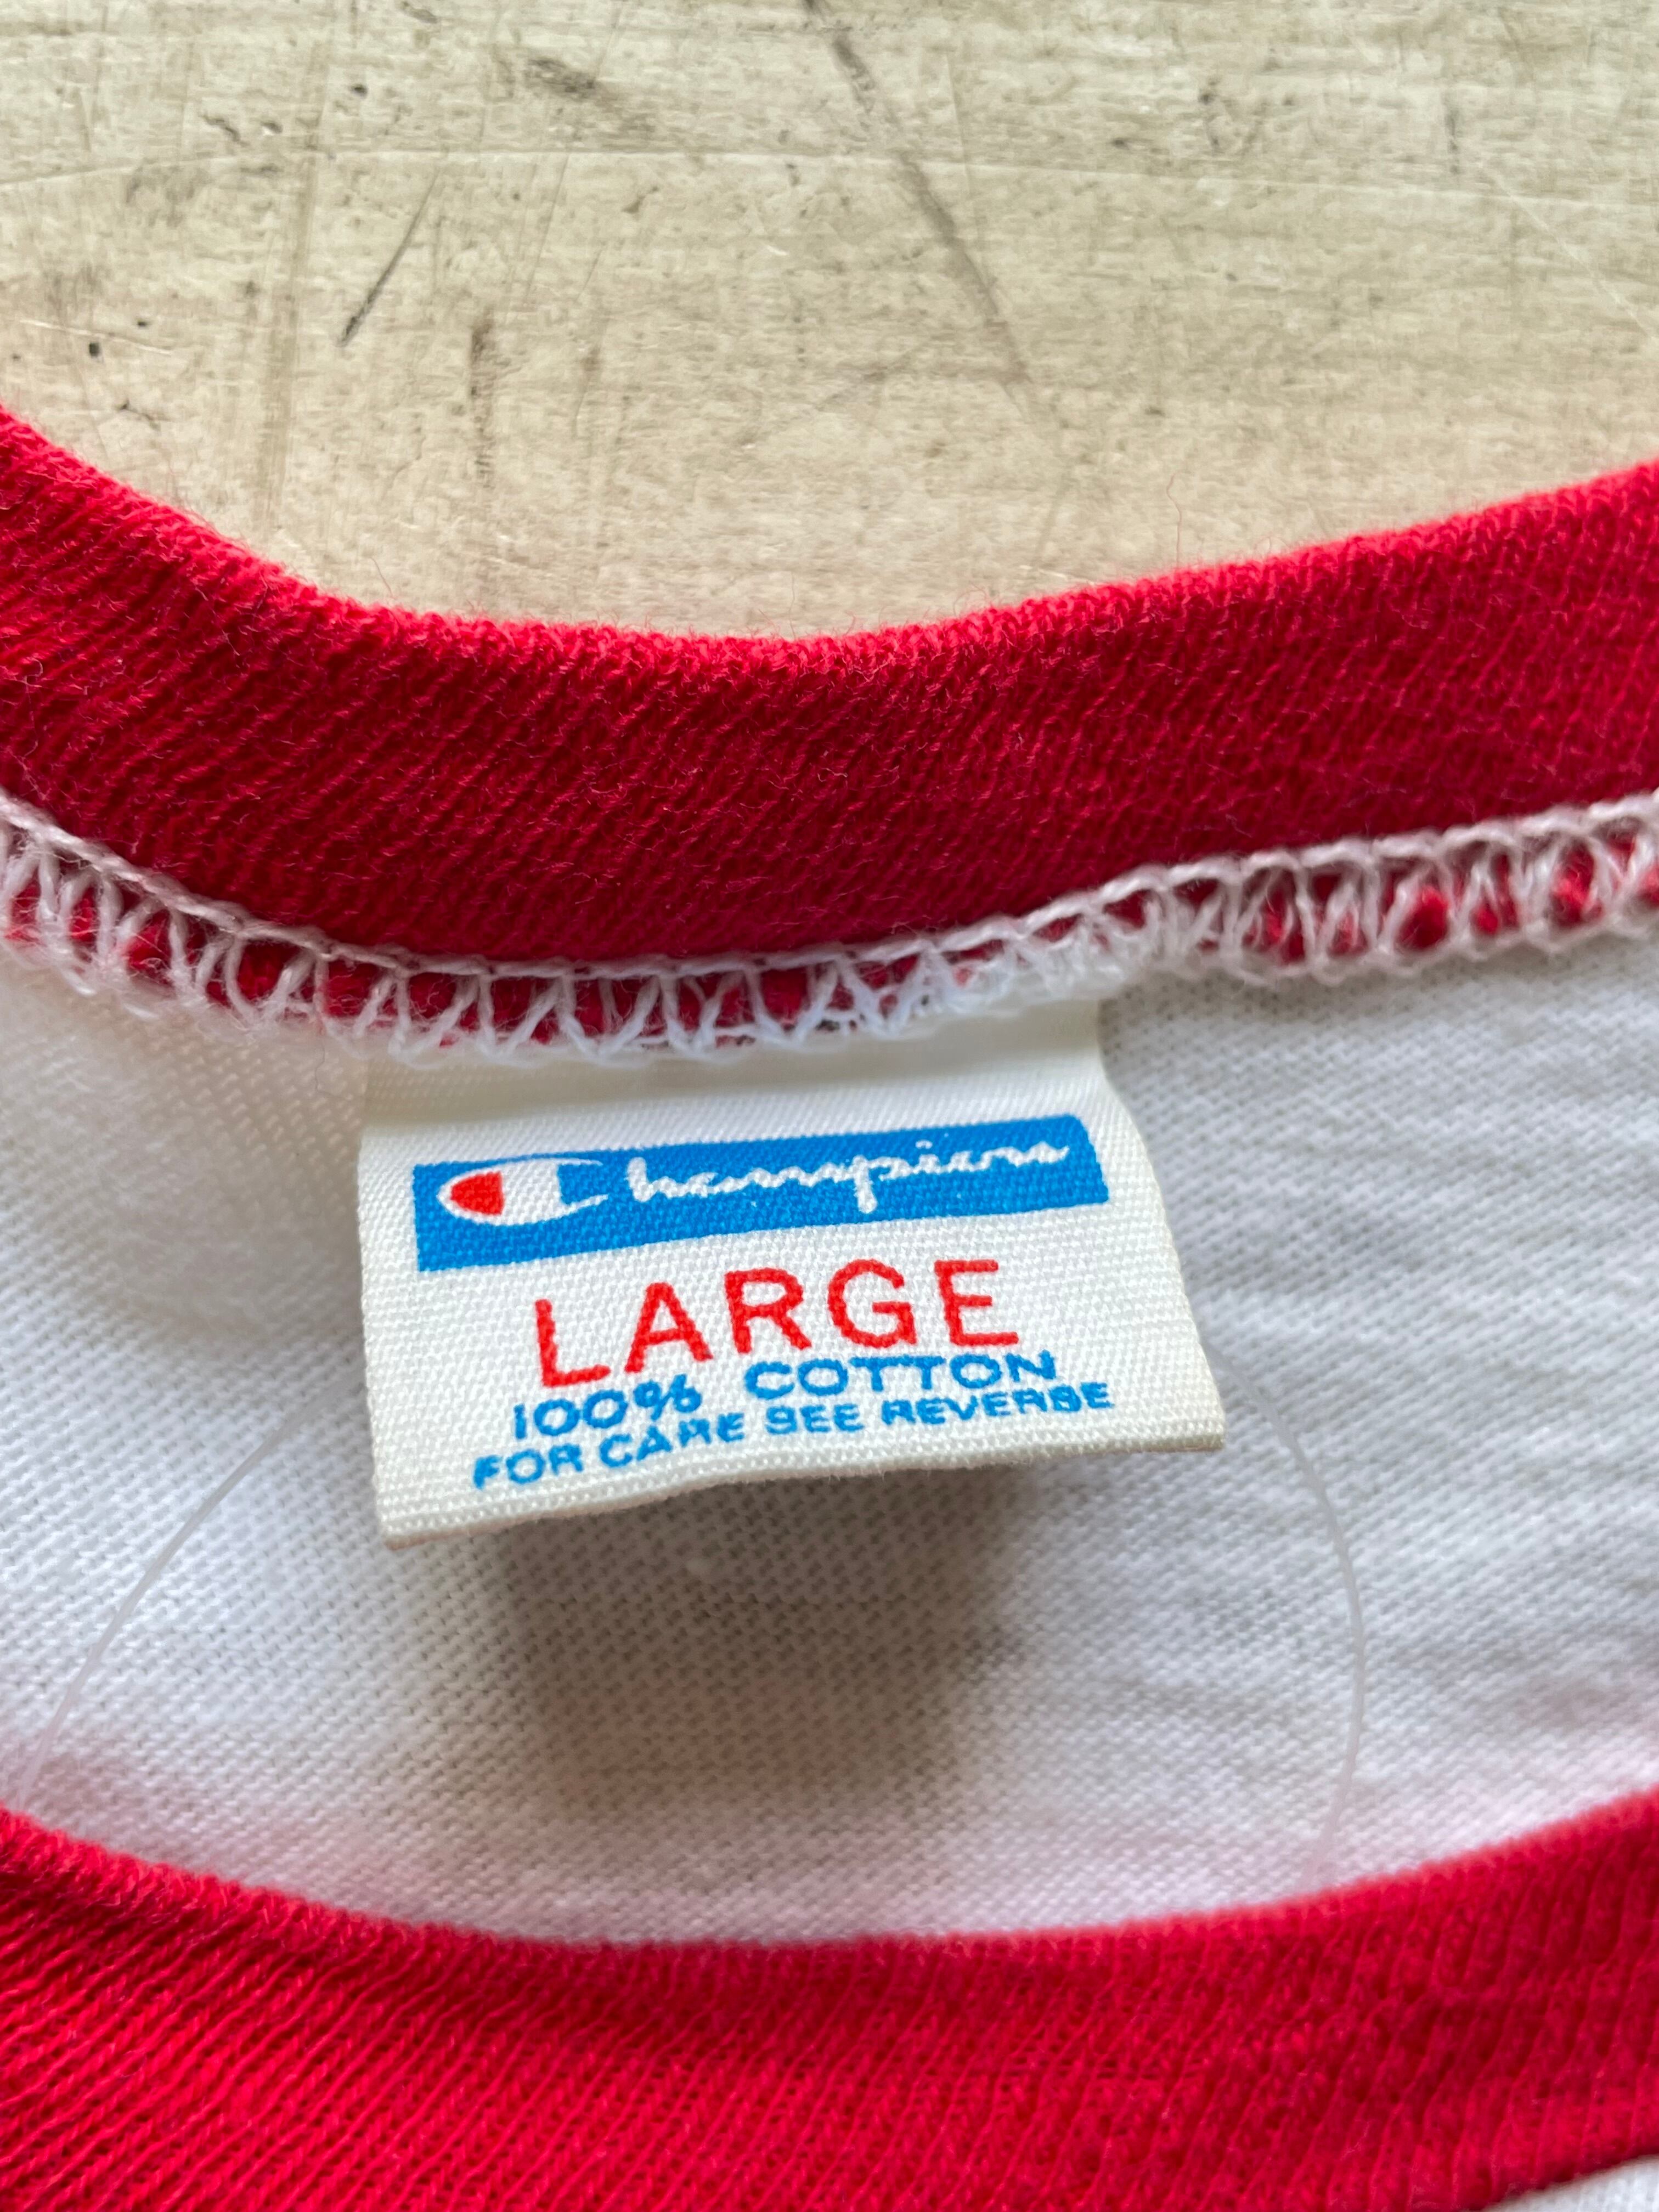 Champion
LARGE
100% COTTON
FOR CARE SEE REVERSE